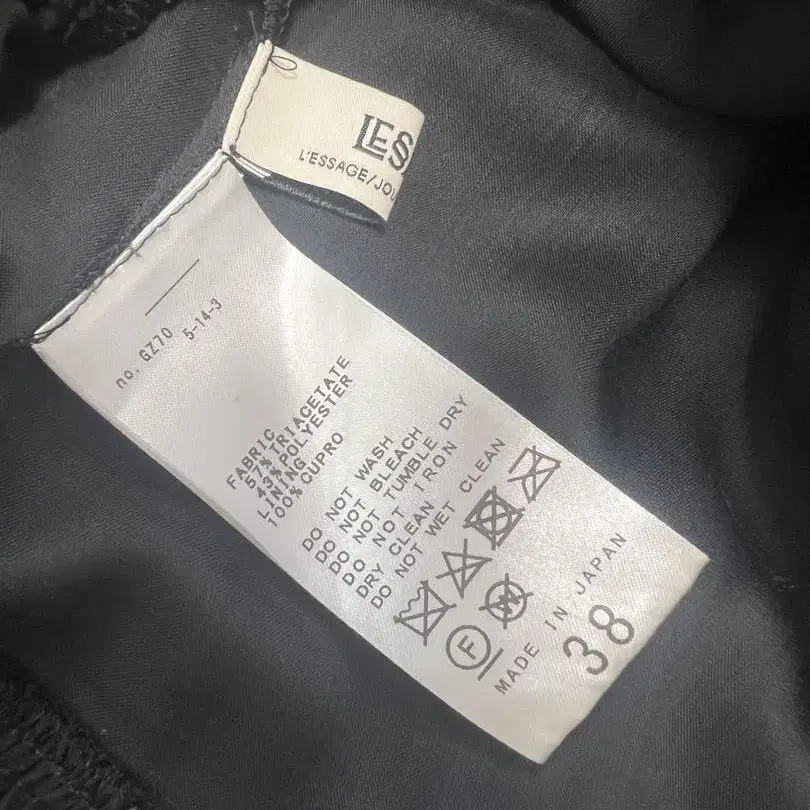 LES
L'ESSAGE/JOU
no. GZ70
5-14-3
FABRIC
57% TRIACETATE
43% POLYESTER
LINING
100% CUPRO
DO NOT WASH
DO NOT BLEACH
DO NOT TUMBLE DRY
DO NOT IRON
DRY CLEAN
DO NOT WET CLEAN
F
W
MADE IN JAPAN
38